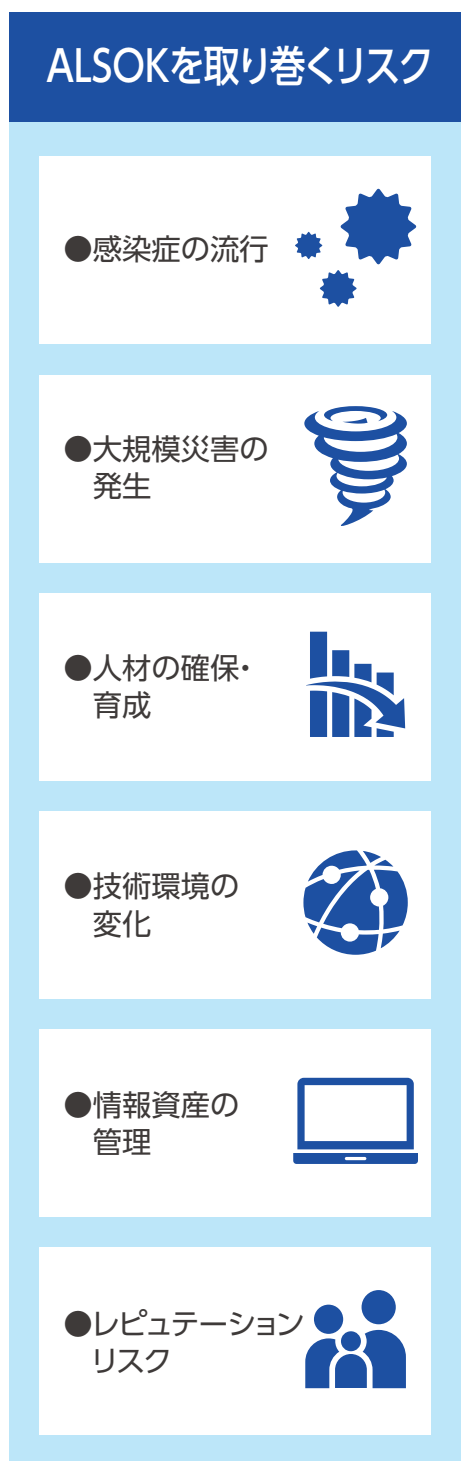 ALSOKを取り巻くリスク
●感染症の流行
●大規模災害の
発生
●人材の確保・
育成
●技術環境の
変化
●情報資産の
管理
●レピュテーション
リスク